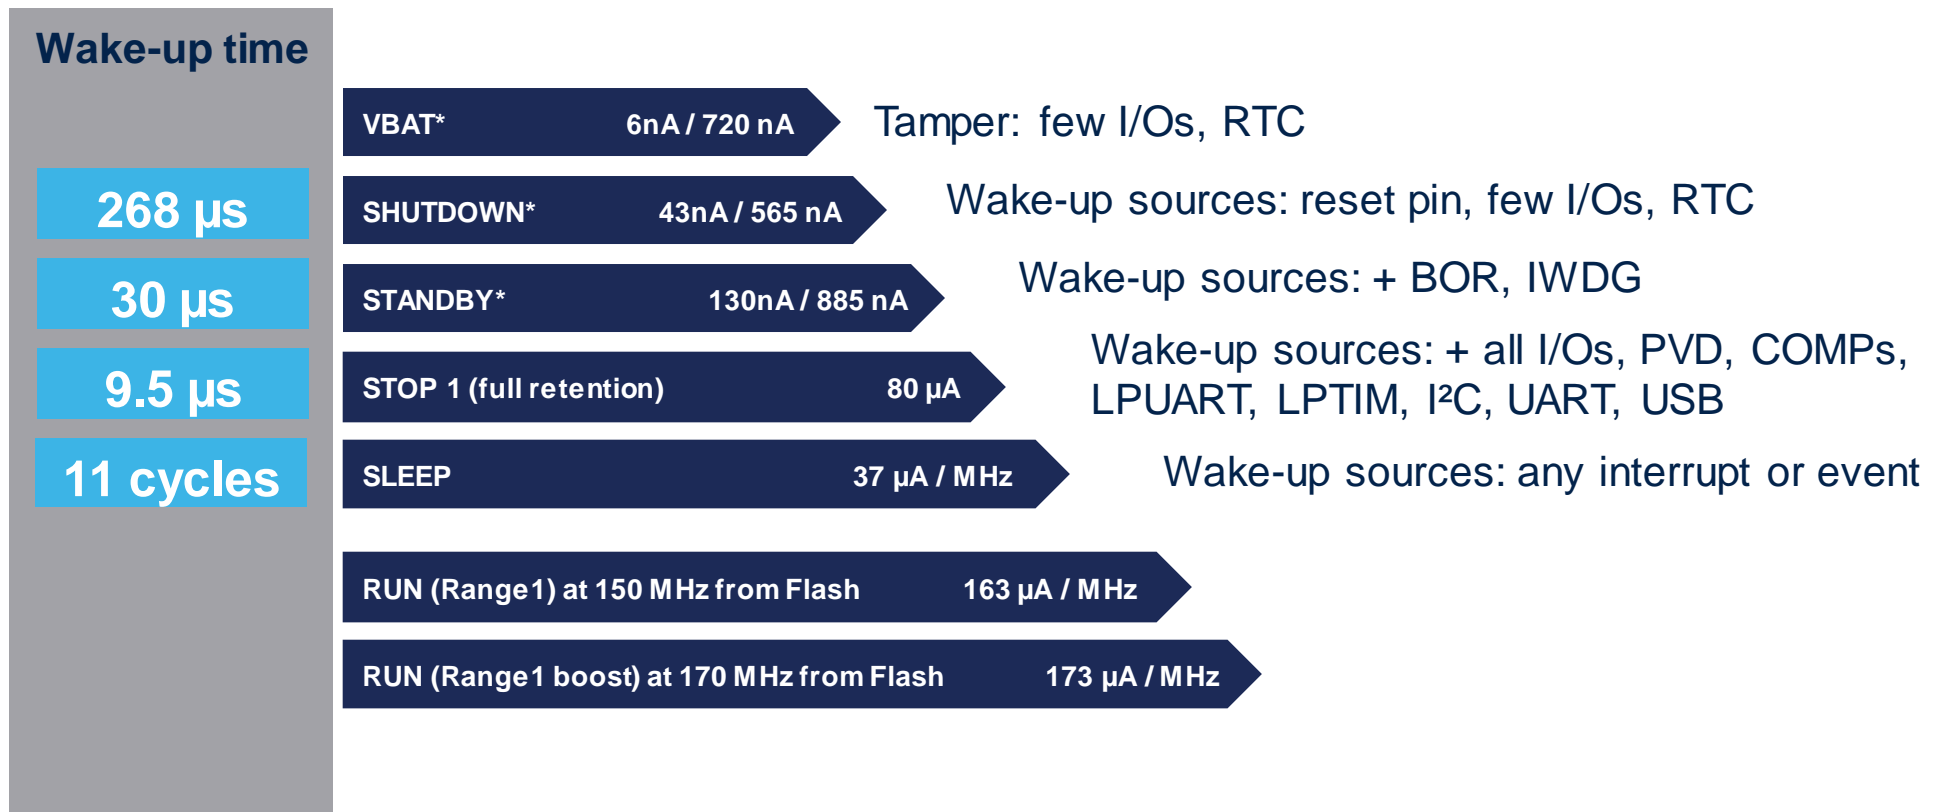 Wake-up time
VBAT* 6nA / 720 nA
Tamper: few I/Os, RTC
268 µs
SHUTDOWN* 43nA / 565 nA
Wake-up sources: reset pin, few I/Os, RTC
30 µs
STANDBY* 130nA / 885 nA
Wake-up sources: + BOR, IWDG
9.5 µs
STOP 1 (full retention) 80 µA
Wake-up sources: + all I/Os, PVD, COMPs,
LPUART, LPTIM, I²C, UART, USB
11 cycles
SLEEP 37 µA / MHz
Wake-up sources: any interrupt or event
RUN (Range1) at 150 MHz from Flash 163 µA / MHz
RUN (Range1 boost) at 170 MHz from Flash 173 µA / MHz